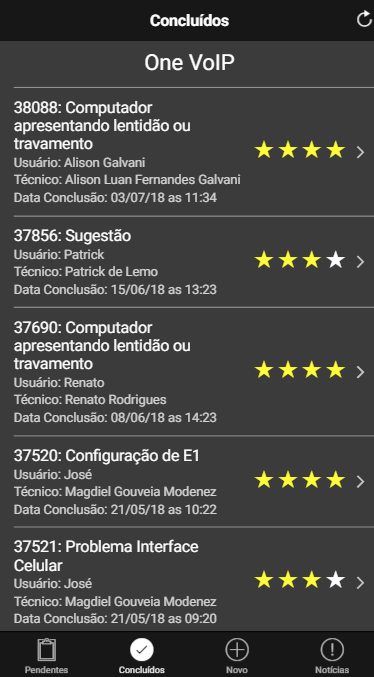 Concluídos
One VoIP
38088: Computador
apresentando lentidão ou
travamento
Usuário: Alison Galvani
Técnico: Alison Luan Fernandes Galvani
Data Conclusão: 03/07/18 as 11:34
37856: Sugestão
Usuário: Patrick
Técnico: Patrick de Lemo
Data Conclusão: 15/06/18 as 13:23
37690: Computador
apresentando lentidão ou
travamento
Usuário: Renato
Técnico: Renato Rodrigues
Data Conclusão: 08/06/18 as 14:23
37520: Configuração de E1
Usuário: José
Técnico: Magdiel Gouveia Modenez
Data Conclusão: 21/05/18 as 10:22
37521: Problema Interface
Celular
Usuário: José
Técnico: Magdiel Gouveia Modenez
Data Conclusão: 21/05/18 as 09:20
Pendentes Concluídos Novo Notícias